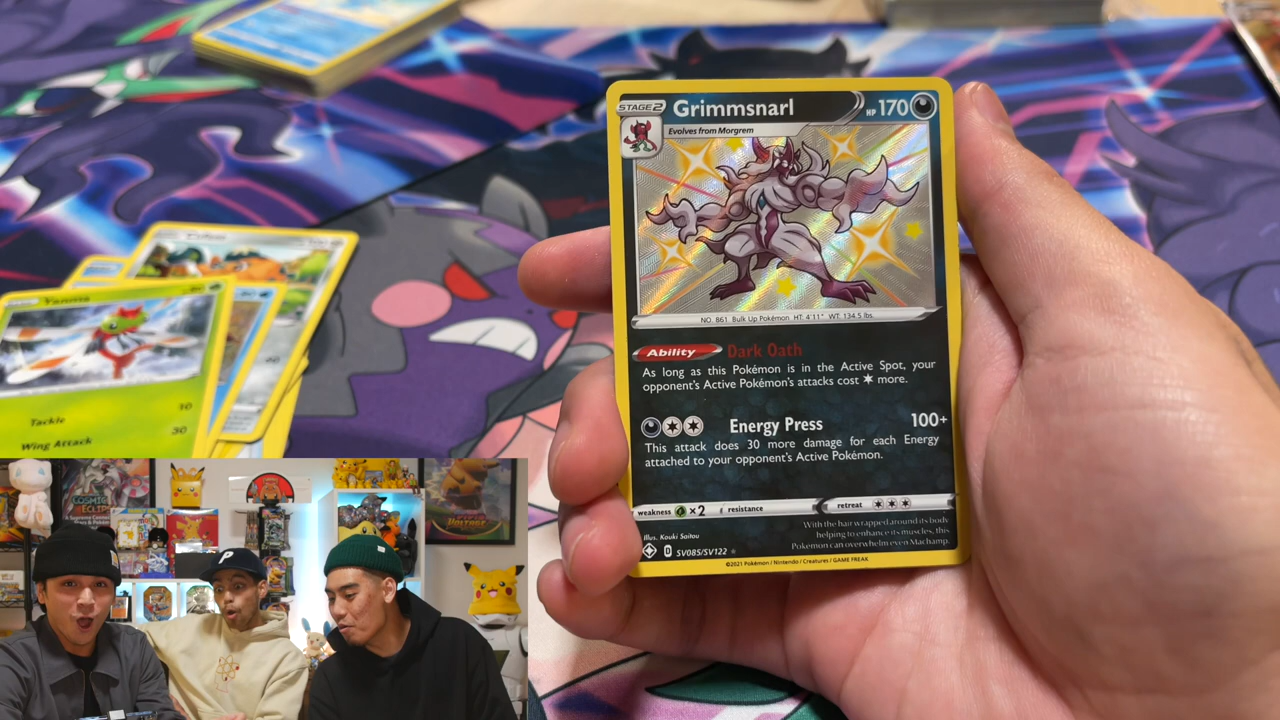 STAGE 2
Grimmsnarl
HP 170
Evolves from Morgrem
NO. 861 Bulk Up Pokémon HT: 4'11" WT: 134.5 lbs.
Ability Dark Oath
As long as this Pokémon is in the Active Spot, your
opponent's Active Pokémon's attacks cost more.
Energy Press 100+
This attack does 30 more damage for each Energy
attached to your opponent's Active Pokémon.
weakness ×2 resistance retreat
Illus. Kouki Saitou
With the hair wrapped around its body
helping to enhance its muscles, this
Pokémon can overwhelm even Machamp.
D SV085/SV122
©2021 Pokémon / Nintendo / Creatures / GAME FREAK
Yanma
Tackle 10
Wing Attack 30
COSMIC
ECLIPSE
P